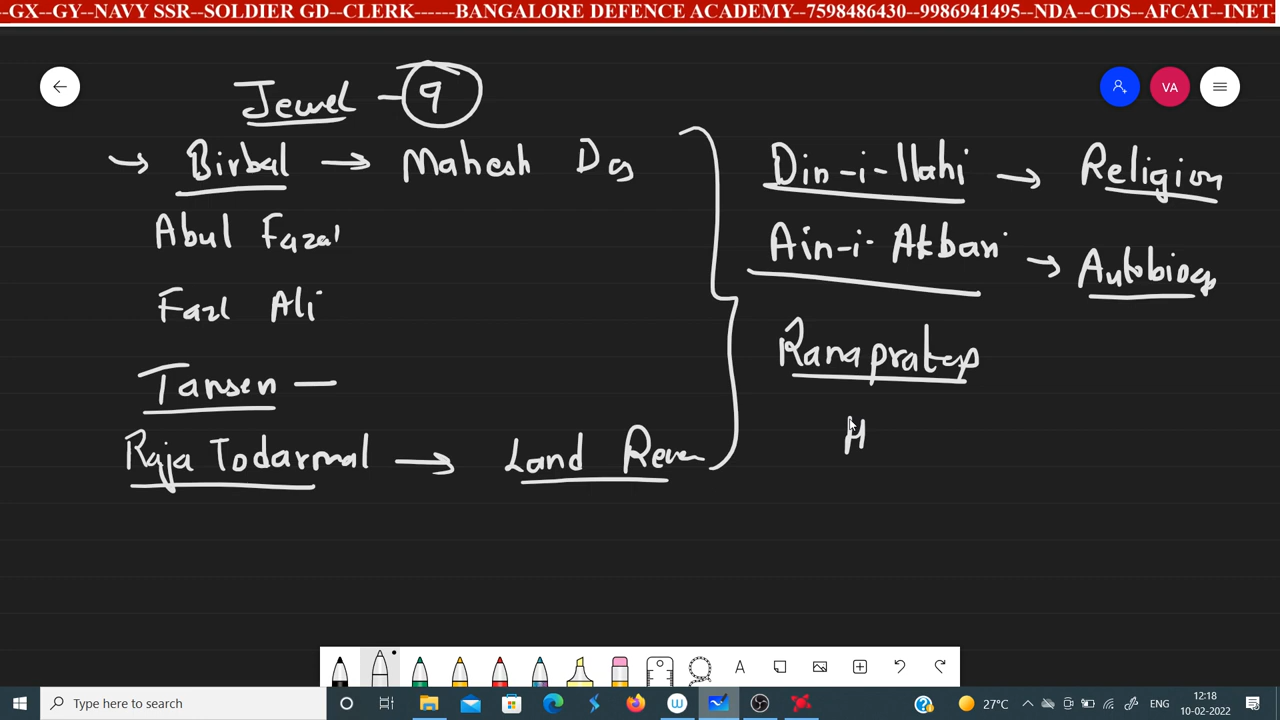 --GX--GY--NAVY SSR--SOLDIER GD--CLERK------BANGALORE DEFENCE ACADEMY--7598486430--9986941495--NDA--CDS--AFCAT--INET-
VA
Jewel - 9
→ Birbal → Mahesh Das
Abul Fazal
Fazl Ali
Tansen —
Raja Todarmal → Land Reven
Din-i-Ilahi → Religion
Ain-i-Akbari → Autobiog
Ranapratap
H
A
Type here to search
27°C
ENG
12:18
10-02-2022